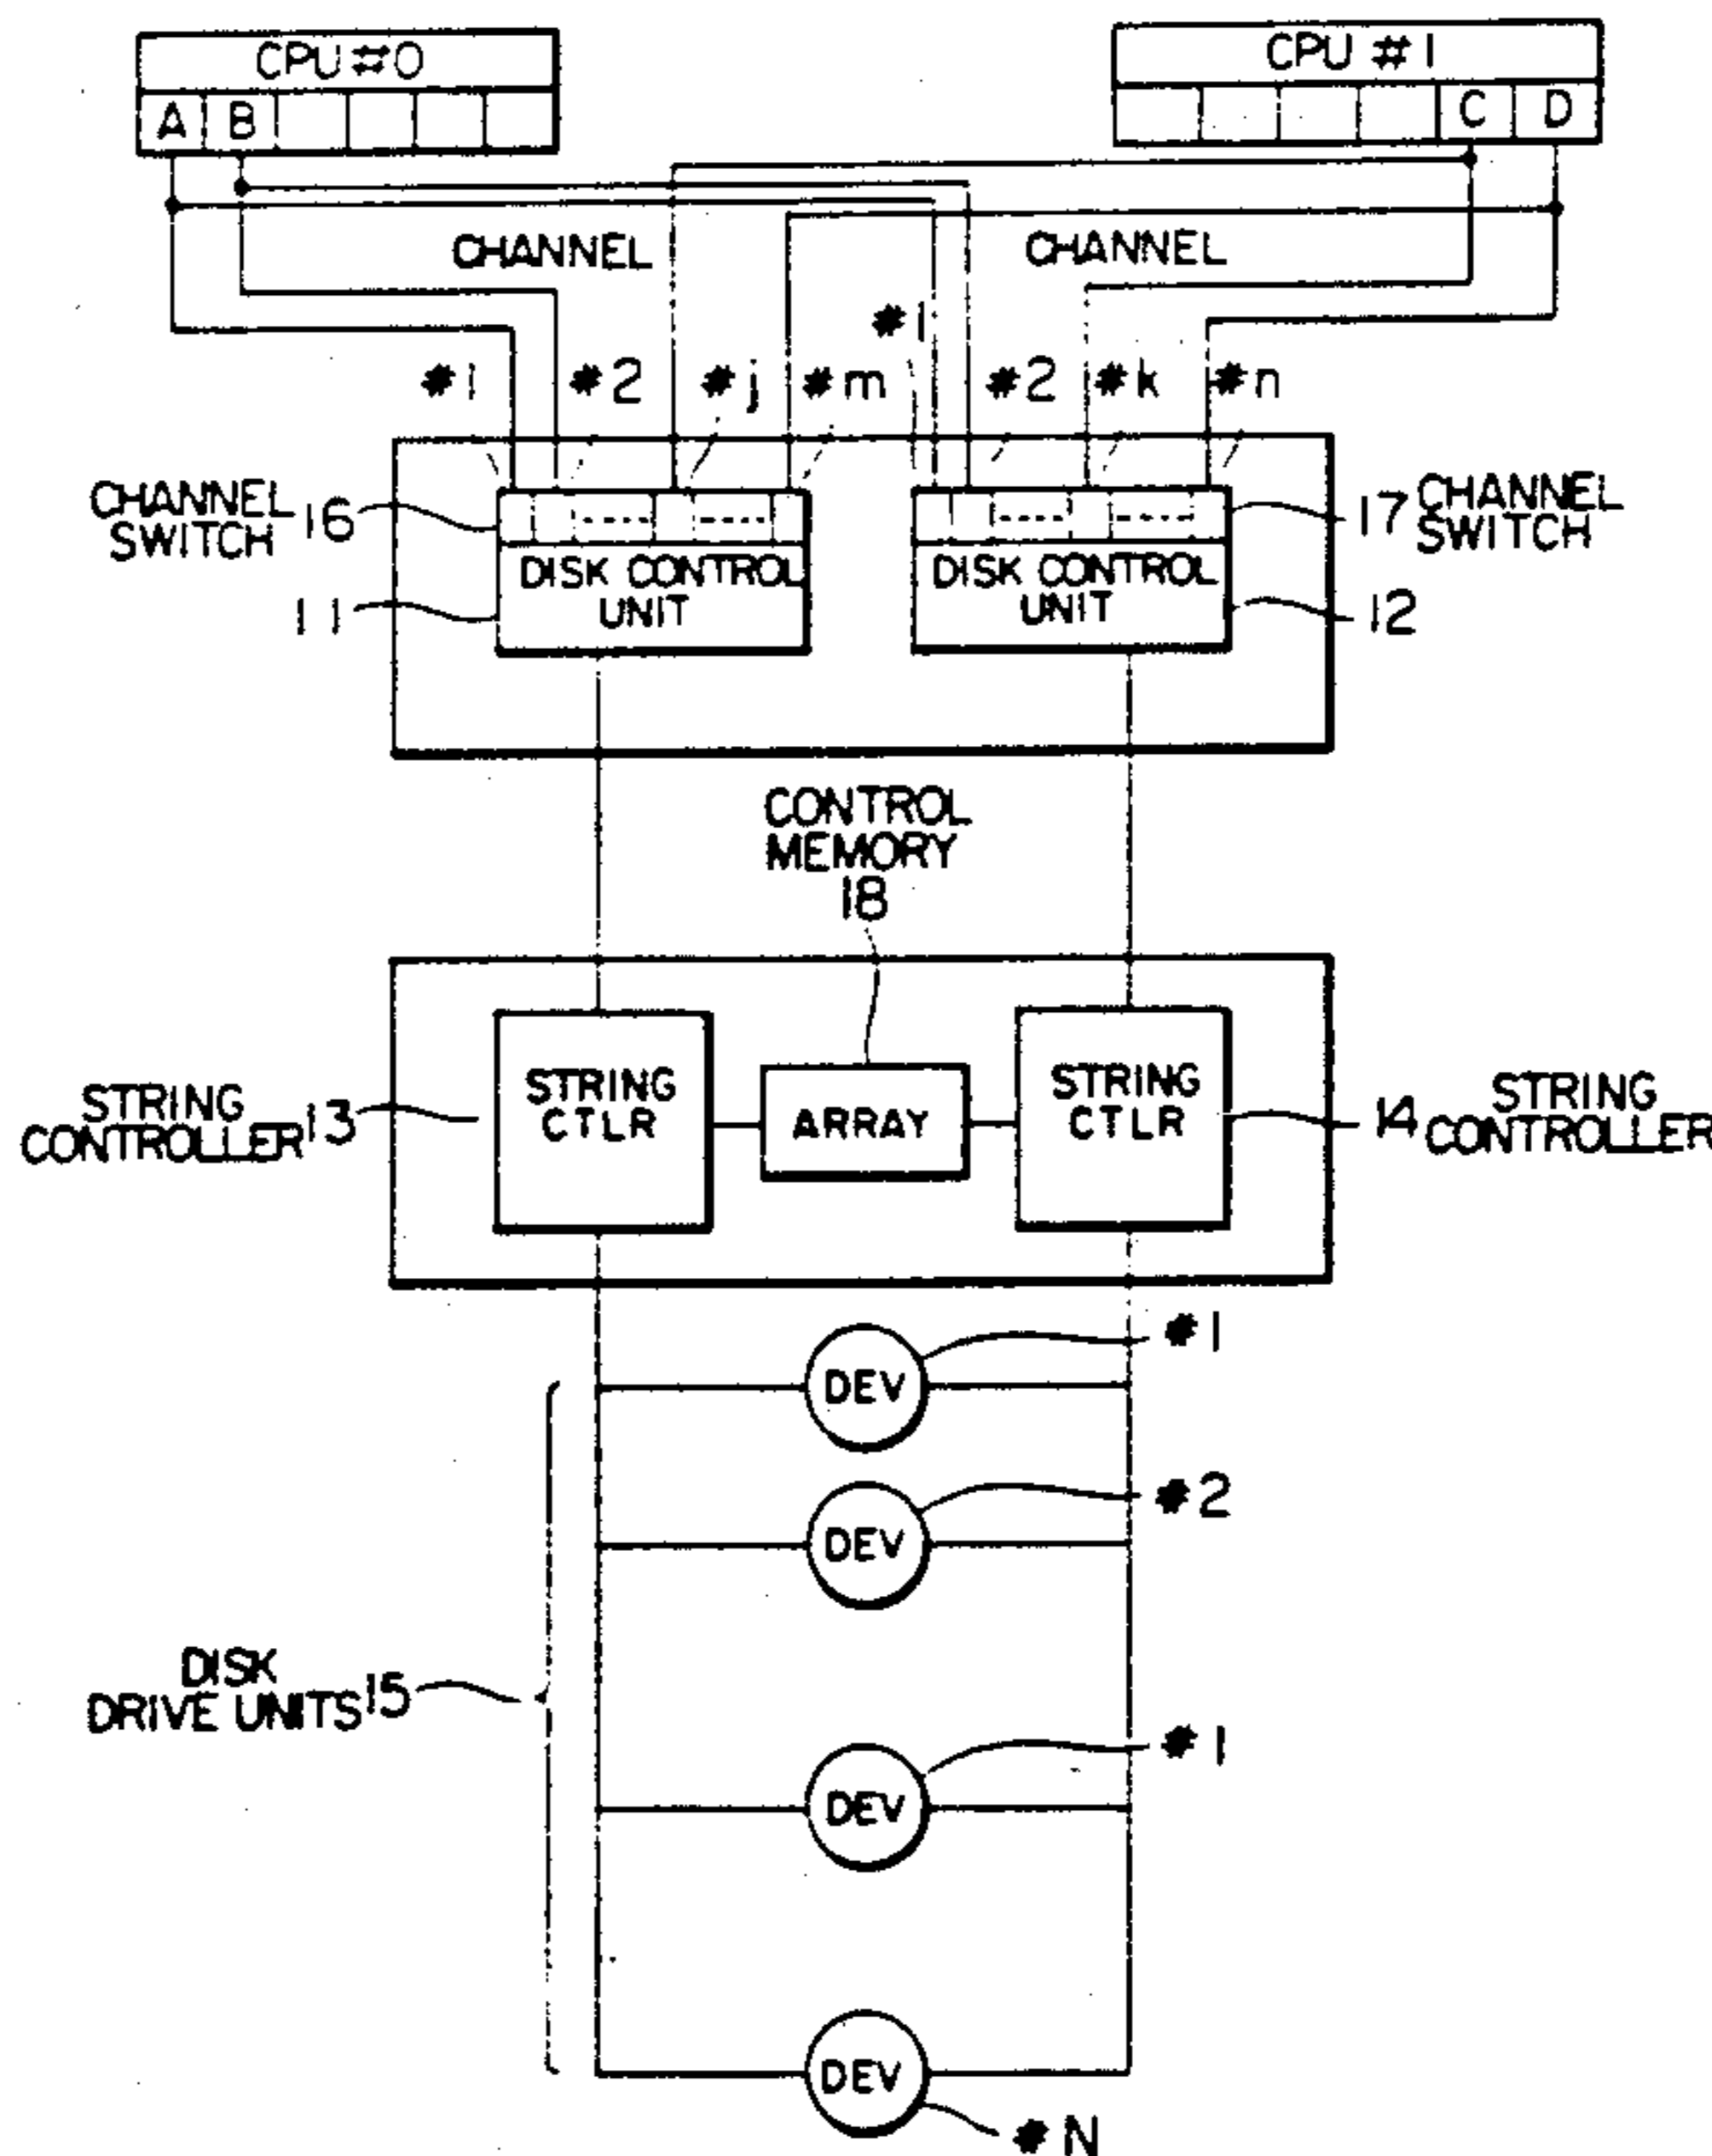 CPU #0
CPU #1
A B
C D
CHANNEL
CHANNEL
#1 #2 #j #m #1 #2 #k #n
CHANNEL
SWITCH 16
17 CHANNEL
SWITCH
DISK CONTROL
UNIT
DISK CONTROL
UNIT
11
12
CONTROL
MEMORY
18
STRING
CTLR
ARRAY
STRING
CTLR
STRING
CONTROLLER 13
14 STRING
CONTROLLER
DEV
#1
DEV
#2
DISK
DRIVE UNITS 15
DEV
#1
DEV
#N